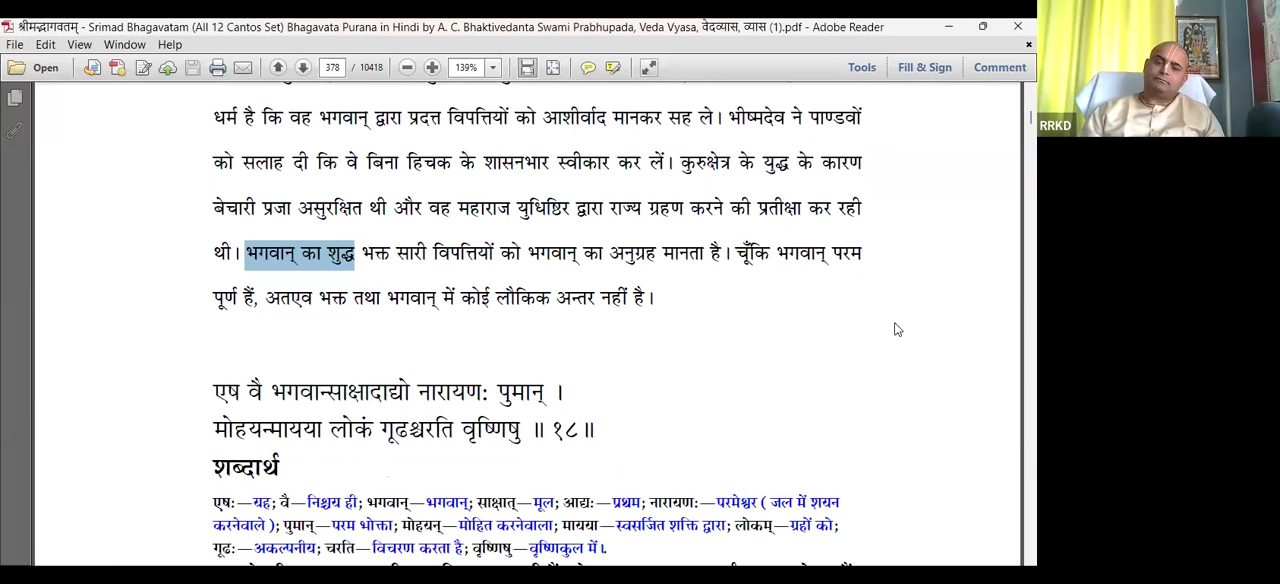 श्रीमद्भागवतम् - Srimad Bhagavatam (All 12 Cantos Set) Bhagavata Purana in Hindi by A. C. Bhaktivedanta Swami Prabhupada, Veda Vyasa, वेदव्यास, व्यास (1).pdf - Adobe Reader
File Edit View Window Help
Open 378 / 10418 139% Tools Fill & Sign Comment
RRKD
धर्म है कि वह भगवान् द्वारा प्रदत्त विपत्तियों को आशीर्वाद मानकर सह ले। भीष्मदेव ने पाण्डवों
को सलाह दी कि वे बिना हिचक के शासनभार स्वीकार कर लें। कुरुक्षेत्र के युद्ध के कारण
बेचारी प्रजा असुरक्षित थी और वह महाराज युधिष्ठिर द्वारा राज्य ग्रहण करने की प्रतीक्षा कर रही
थी। भगवान् का शुद्ध भक्त सारी विपत्तियों को भगवान् का अनुग्रह मानता है। चूँकि भगवान् परम
पूर्ण हैं, अतएव भक्त तथा भगवान् में कोई लौकिक अन्तर नहीं है।
एष वै भगवान्साक्षादाद्यो नारायणः पुमान् ।
मोहयन्मायया लोकं गूढश्चरति वृष्णिषु ॥ १८॥
शब्दार्थ
एषः—यह; वै—निश्चय ही; भगवान्—भगवान्; साक्षात्—मूल; आद्यः—प्रथम; नारायणः—परमेश्वर ( जल में शयन
करनेवाले ); पुमान्—परम भोक्ता; मोहयन्—मोहित करनेवाला; मायया—स्वसर्जित शक्ति द्वारा; लोकम्—ग्रहों को;
गूढः—अकल्पनीय; चरति—विचरण करता है; वृष्णिषु—वृष्णिकुल में।.